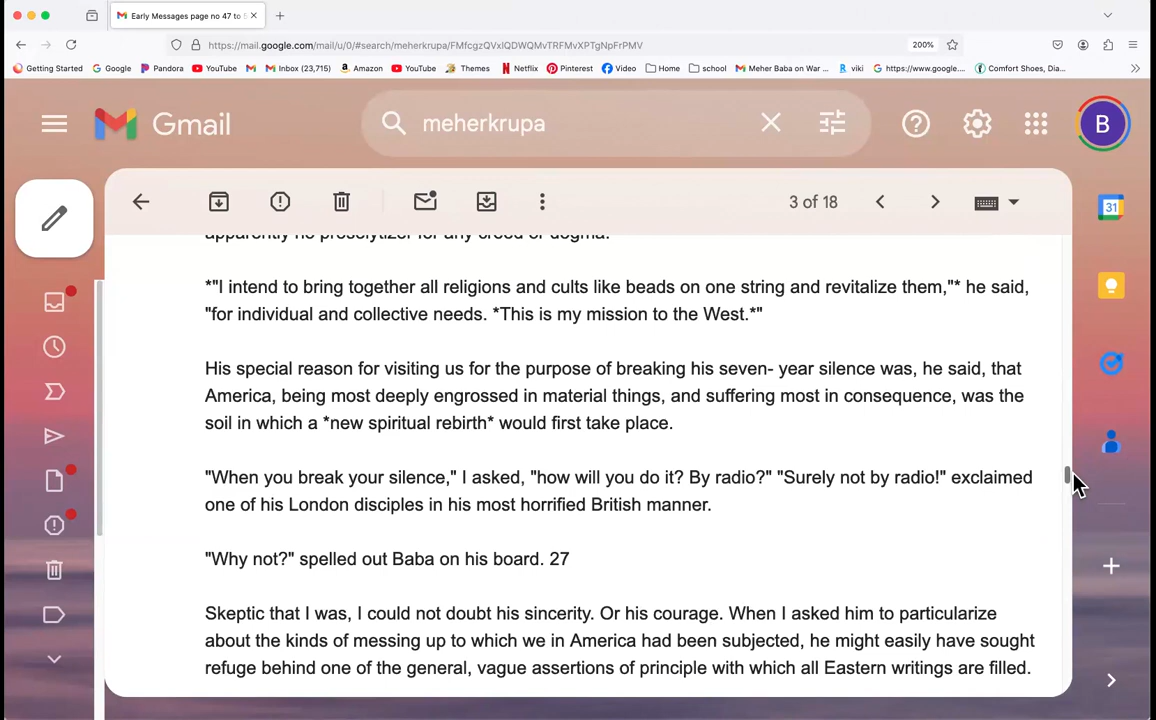 Early Messages page no 47 to
https://mail.google.com/mail/u/0/#search/meherkrupa/FMfcgzQVxlQDWQMvTRFMvXPTgNpFrPMV
200%
Getting Started Google Pandora YouTube Inbox (23,715) Amazon YouTube Themes Netflix Pinterest Video Home school Meher Baba on War ... viki https://www.google.... Comfort Shoes, Dia...
Gmail
meherkrupa
B
3 of 18
31
apparently no proselytizer for any creed or dogma.
*"I intend to bring together all religions and cults like beads on one string and revitalize them,"* he said,
"for individual and collective needs. *This is my mission to the West.*"
His special reason for visiting us for the purpose of breaking his seven- year silence was, he said, that
America, being most deeply engrossed in material things, and suffering most in consequence, was the
soil in which a *new spiritual rebirth* would first take place.
"When you break your silence," I asked, "how will you do it? By radio?" "Surely not by radio!" exclaimed
one of his London disciples in his most horrified British manner.
"Why not?" spelled out Baba on his board. 27
Skeptic that I was, I could not doubt his sincerity. Or his courage. When I asked him to particularize
about the kinds of messing up to which we in America had been subjected, he might easily have sought
refuge behind one of the general, vague assertions of principle with which all Eastern writings are filled.